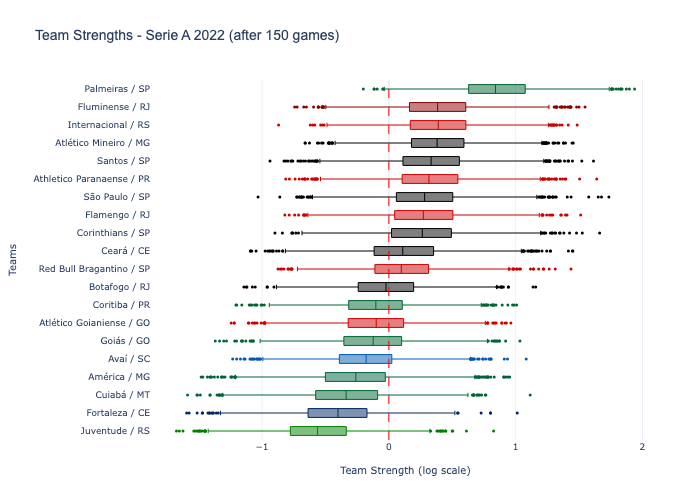 Team Strengths - Serie A 2022 (after 150 games)
Teams
Palmeiras / SP
Fluminense / RJ
Internacional / RS
Atlético Mineiro / MG
Santos / SP
Athletico Paranaense / PR
São Paulo / SP
Flamengo / RJ
Corinthians / SP
Ceará / CE
Red Bull Bragantino / SP
Botafogo / RJ
Coritiba / PR
Atlético Goianiense / GO
Goiás / GO
Avaí / SC
América / MG
Cuiabá / MT
Fortaleza / CE
Juventude / RS
−1 0 1 2
Team Strength (log scale)